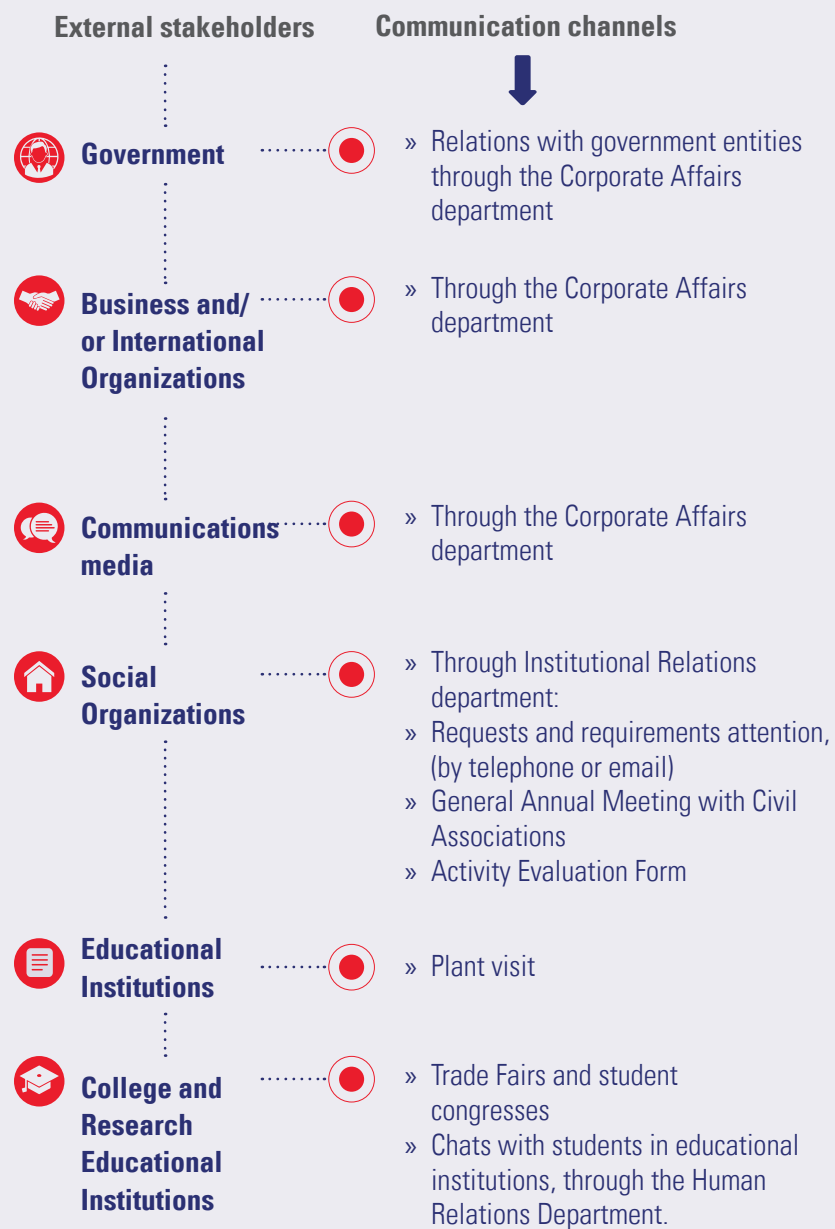 External stakeholders
Communication channels
Government
» Relations with government entities
through the Corporate Affairs
department
Business and/
or International
Organizations
» Through the Corporate Affairs
department
Communications
media
» Through the Corporate Affairs
department
Social
Organizations
» Through Institutional Relations
department:
» Requests and requirements attention,
(by telephone or email)
» General Annual Meeting with Civil
Associations
» Activity Evaluation Form
Educational
Institutions
» Plant visit
College and
Research
Educational
Institutions
» Trade Fairs and student
congresses
» Chats with students in educational
institutions, through the Human
Relations Department.